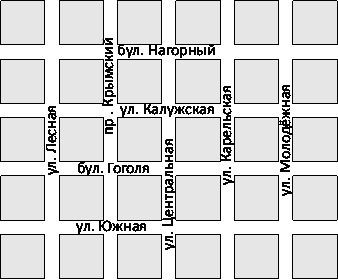 бул. Нагорный
пр. Крымский
ул. Калужская
ул. Лесная
ул. Карельская
ул. Молодёжная
бул. Гоголя
ул. Центральная
ул. Южная